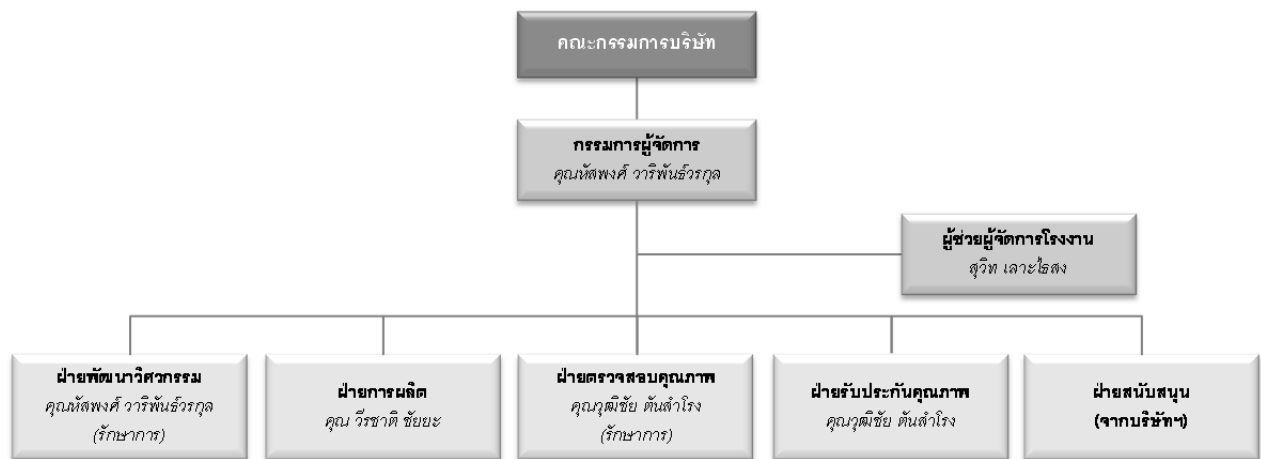 คณะกรรมการบริษัท
กรรมการผู้จัดการ
คุณหัสพงศ์ วาริพันธ์วรกุล
ผู้ช่วยผู้จัดการโรงงาน
สุวิท เลาะไธสง
ฝ่ายพัฒนาวิศวกรรม
คุณหัสพงศ์ วาริพันธ์วรกุล
(รักษาการ)
ฝ่ายการผลิต
คุณ วีรชาติ ชัยยะ
ฝ่ายตรวจสอบคุณภาพ
คุณวุฒิชัย ตันสำโรง
(รักษาการ)
ฝ่ายรับประกันคุณภาพ
คุณวุฒิชัย ตันสำโรง
ฝ่ายสนับสนุน
(จากบริษัทฯ)